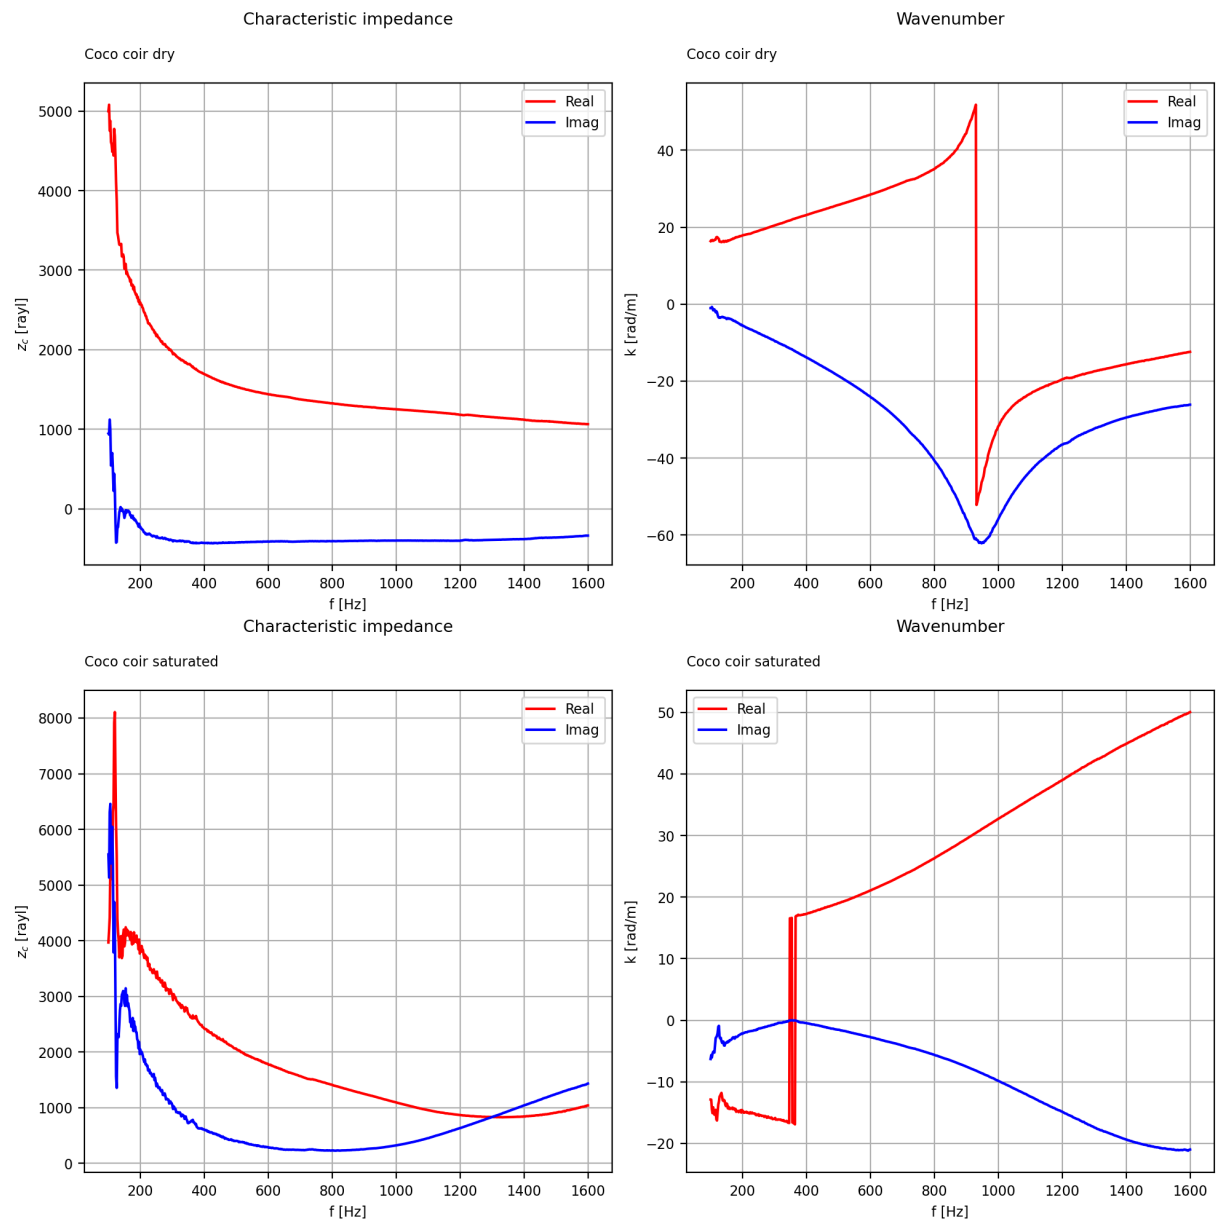 Characteristic impedance
Coco coir dry
Real
Imag
5000
4000
3000
2000
1000
0
z_c [rayl]
200 400 600 800 1000 1200 1400 1600
f [Hz]
Wavenumber
Coco coir dry
Real
Imag
40
20
0
−20
−40
−60
k [rad/m]
200 400 600 800 1000 1200 1400 1600
f [Hz]
Characteristic impedance
Coco coir saturated
Real
Imag
8000
7000
6000
5000
4000
3000
2000
1000
0
z_c [rayl]
200 400 600 800 1000 1200 1400 1600
f [Hz]
Wavenumber
Coco coir saturated
Real
Imag
50
40
30
20
10
0
−10
−20
k [rad/m]
200 400 600 800 1000 1200 1400 1600
f [Hz]